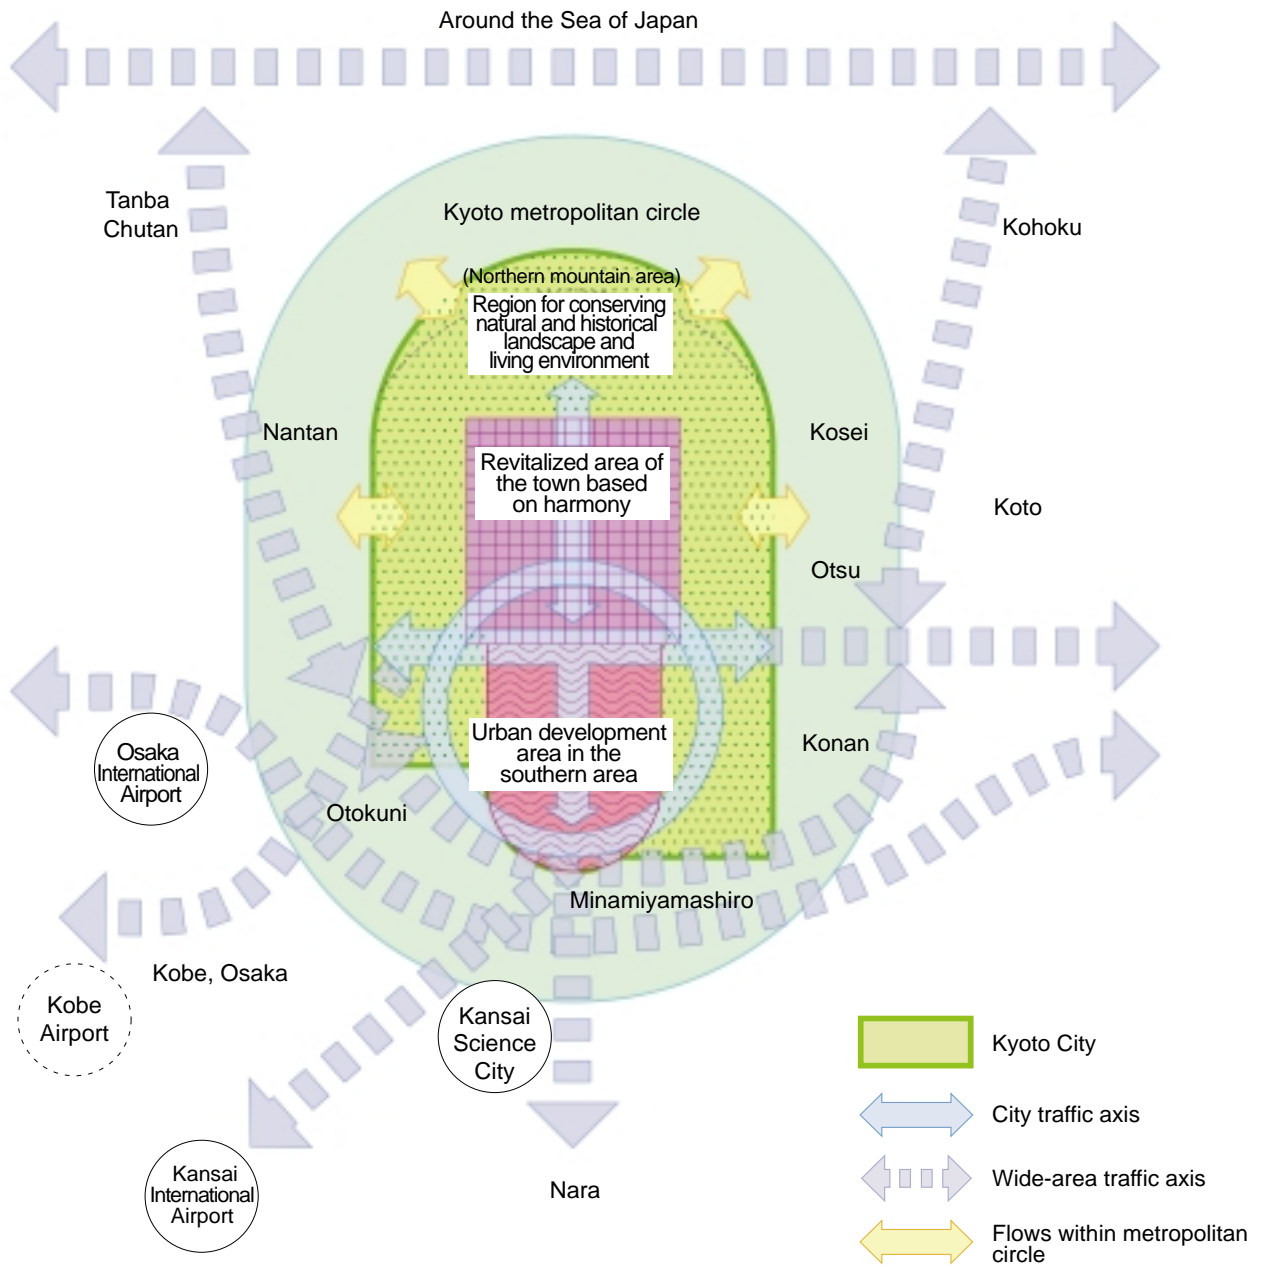 Around the Sea of Japan
Tanba
Chutan
Kyoto metropolitan circle
Kohoku
(Northern mountain area)
Region for conserving
natural and historical
landscape and
living environment
Nantan
Kosei
Revitalized area of
the town based
on harmony
Koto
Otsu
Urban development
area in the
southern area
Konan
Osaka
International
Airport
Otokuni
Minamiyamashiro
Kobe, Osaka
Kobe
Airport
Kansai
Science
City
Kansai
International
Airport
Nara
Kyoto City
City traffic axis
Wide-area traffic axis
Flows within metropolitan
circle